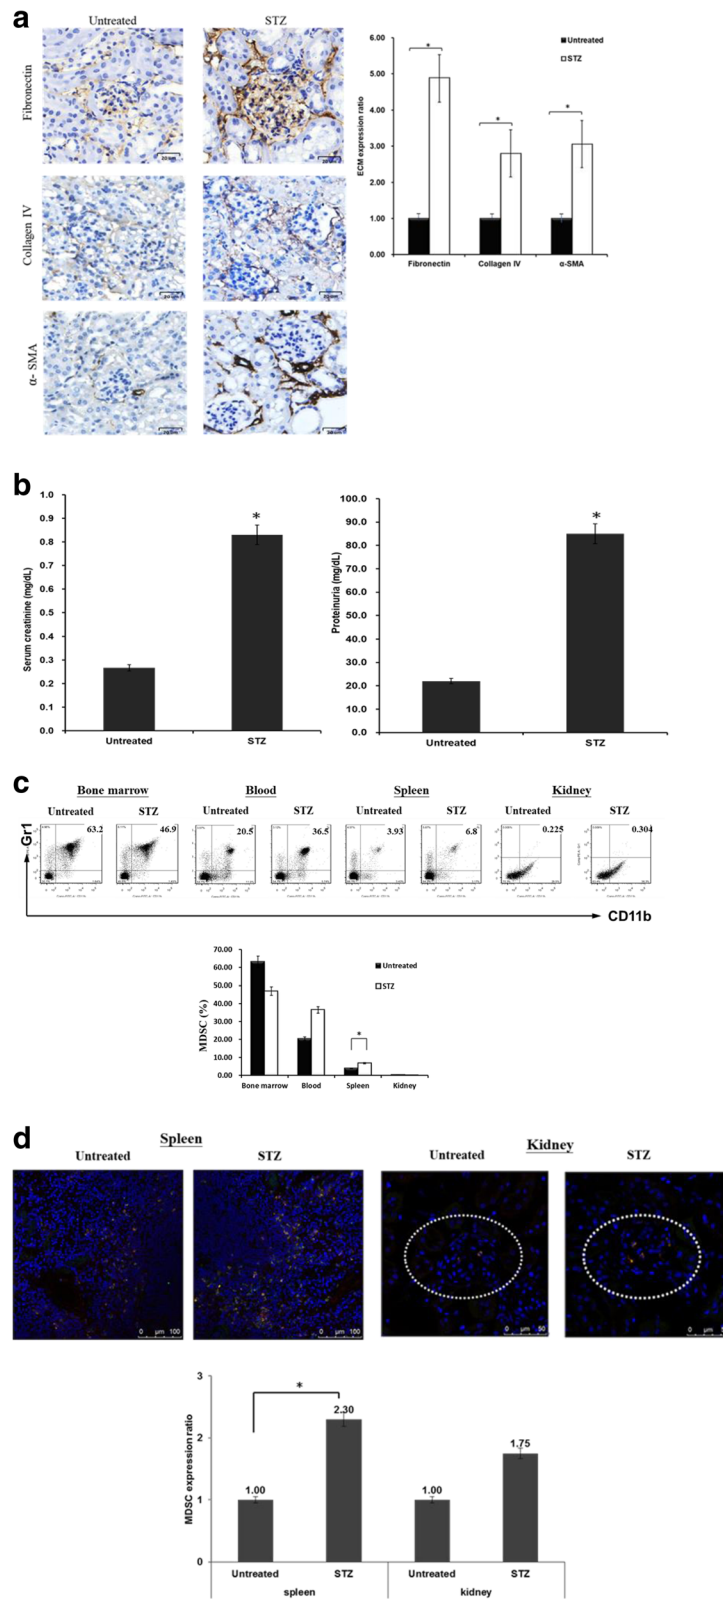 a
Untreated STZ
Fibronectin
Collagen IV
α- SMA
6.00
5.00
4.00
3.00
2.00
1.00
0.00
ECM expression ratio
Untreated
STZ
* * *
Fibronectin Collagen IV α-SMA
b
1.0
0.9
0.8
0.7
0.6
0.5
0.4
0.3
0.2
0.1
0.0
Serum creatinine (mg/dL)
*
Untreated STZ
100.0
90.0
80.0
70.0
60.0
50.0
40.0
30.0
20.0
10.0
0.0
Proteinuria (mg/dL)
*
Untreated STZ
c
Bone marrow Blood Spleen Kidney
Untreated STZ Untreated STZ Untreated STZ Untreated STZ
63.2 46.9 20.5 36.5 3.93 6.8 0.225 0.304
Gr1
CD11b
70.00
60.00
50.00
40.00
30.00
20.00
10.00
0.00
MDSC (%)
Untreated
STZ
*
Bone marrow Blood Spleen Kidney
d
Spleen Kidney
Untreated STZ Untreated STZ
0 µm 100 0 µm 100 0 µm 50
3
2
1
0
MDSC expression ratio
*
1.00 2.30 1.00 1.75
Untreated STZ Untreated STZ
spleen kidney